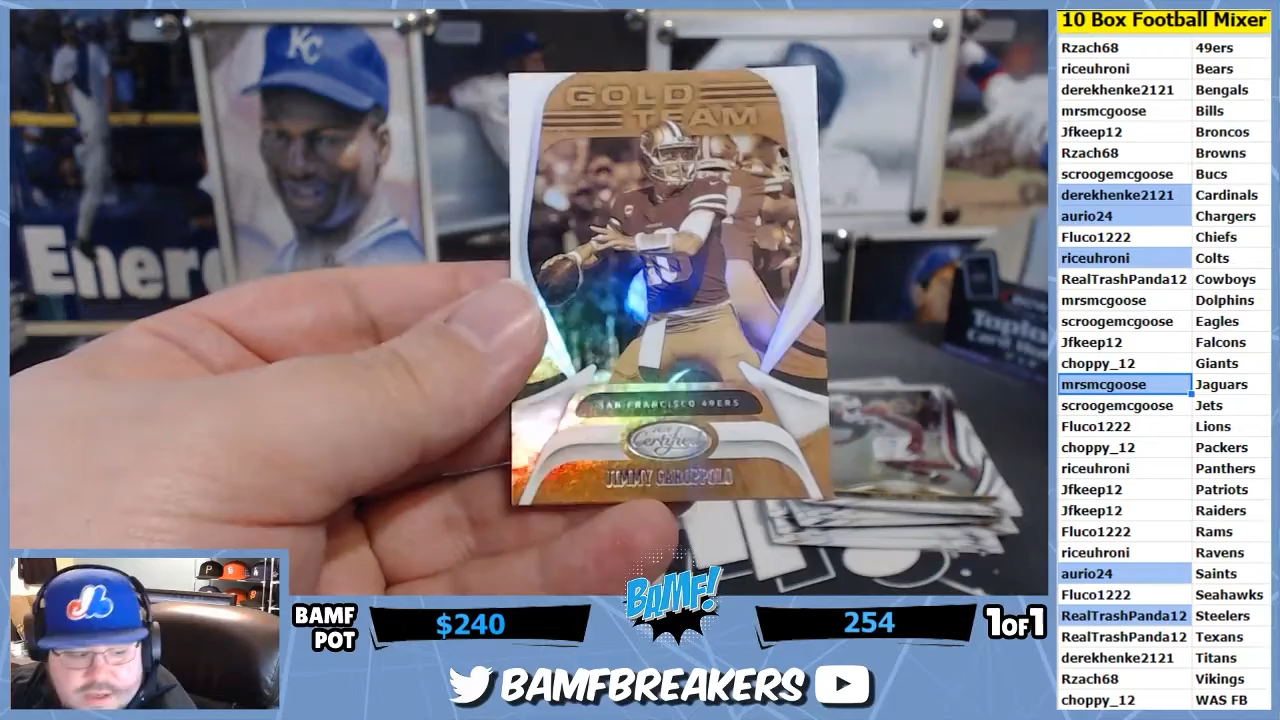 10 Box Football Mixer
Rzach68 49ers
riceuhroni Bears
derekhenke2121 Bengals
mrsmcgoose Bills
Jfkeep12 Broncos
Rzach68 Browns
scroogemcgoose Bucs
derekhenke2121 Cardinals
aurio24 Chargers
Fluco1222 Chiefs
riceuhroni Colts
RealTrashPanda12 Cowboys
mrsmcgoose Dolphins
scroogemcgoose Eagles
Jfkeep12 Falcons
choppy_12 Giants
mrsmcgoose Jaguars
scroogemcgoose Jets
Fluco1222 Lions
choppy_12 Packers
riceuhroni Panthers
Jfkeep12 Patriots
Jfkeep12 Raiders
Fluco1222 Rams
riceuhroni Ravens
aurio24 Saints
Fluco1222 Seahawks
RealTrashPanda12 Steelers
RealTrashPanda12 Texans
derekhenke2121 Titans
Rzach68 Vikings
choppy_12 WAS FB
KC
GOLD
TEAM
Ener
SAN FRANCISCO 49ERS
Certified
JIMMY GAROPPOLO
BAMF
POT
$240
BAMF!
254
1OF1
BAMFBREAKERS